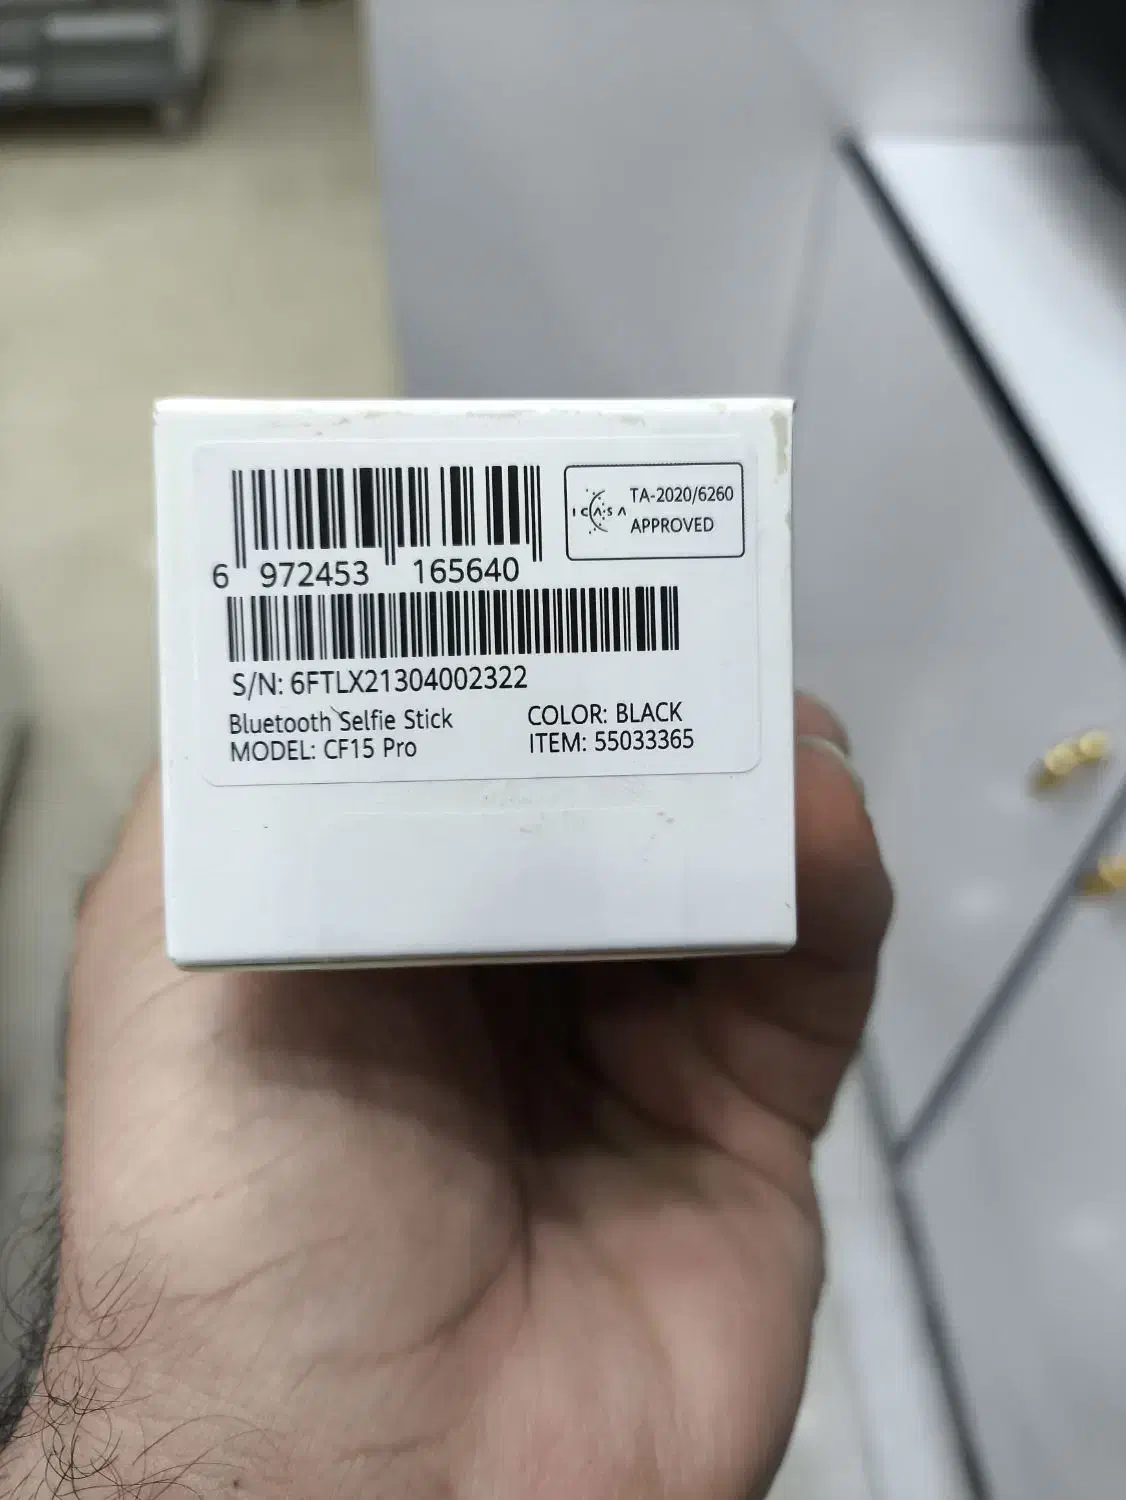 6 972453 165640
ICASA
TA-2020/6260
APPROVED
S/N: 6FTLX21304002322
Bluetooth Selfie Stick
MODEL: CF15 Pro
COLOR: BLACK
ITEM: 55033365